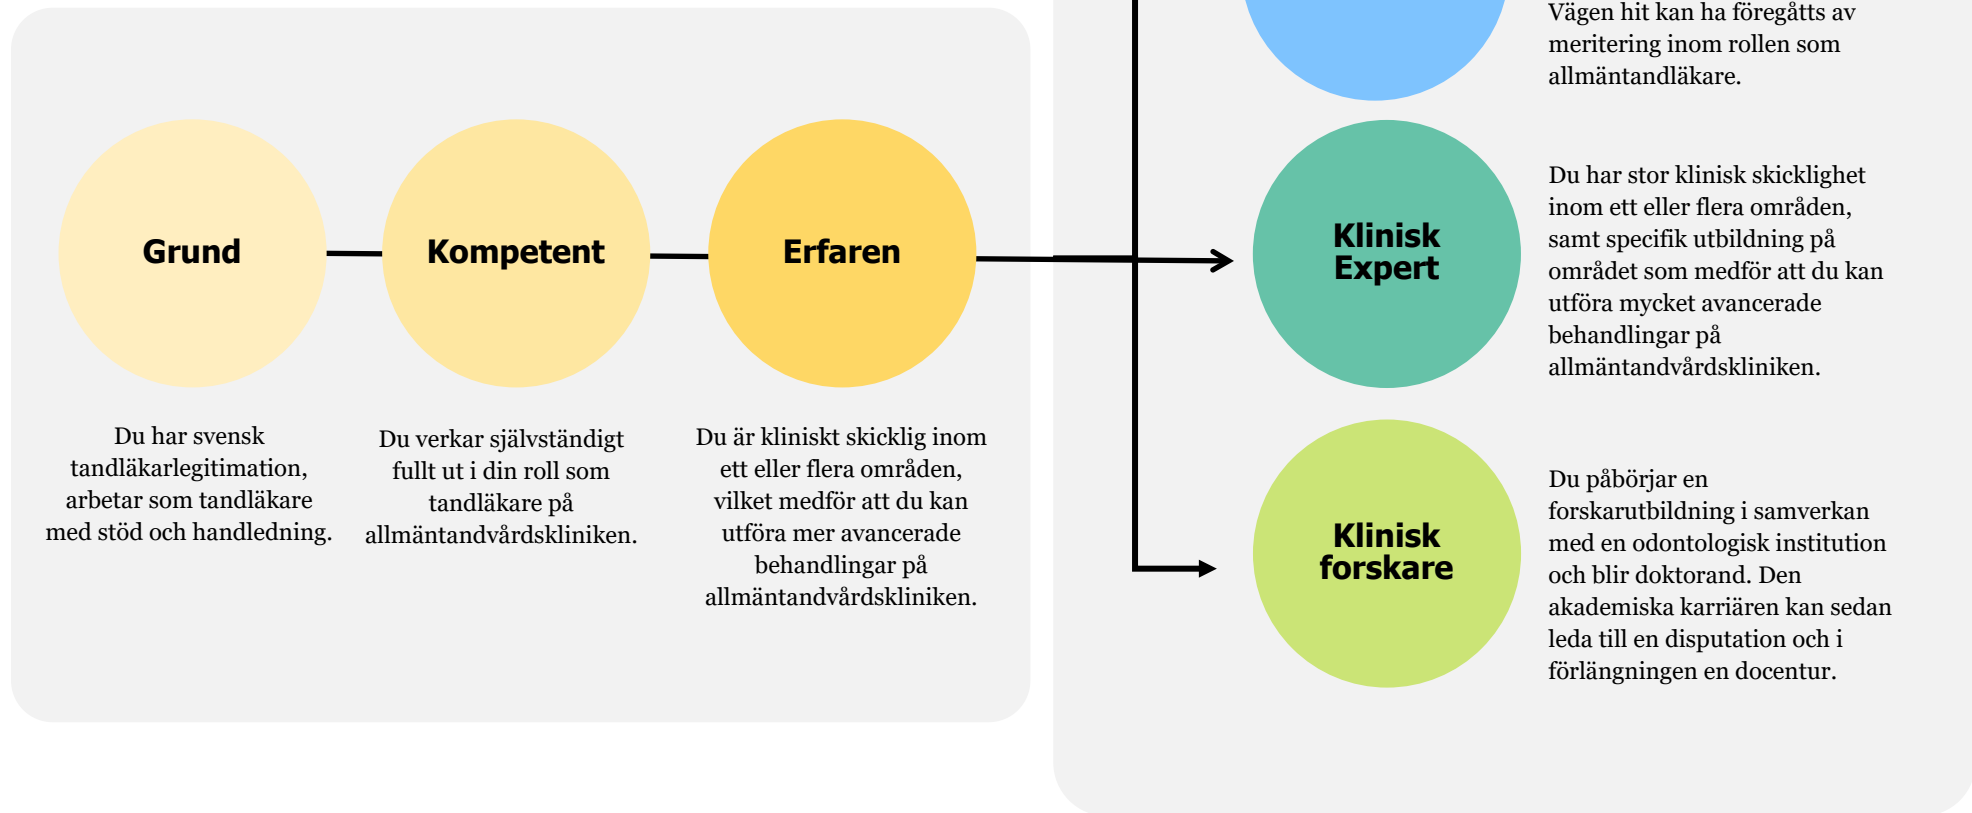 Vägen hit kan ha föregåtts av
meritering inom rollen som
allmäntandläkare.
Grund
Du har svensk
tandläkarlegitimation,
arbetar som tandläkare
med stöd och handledning.
Kompetent
Du verkar självständigt
fullt ut i din roll som
tandläkare på
allmäntandvårdskliniken.
Erfaren
Du är kliniskt skicklig inom
ett eller flera områden,
vilket medför att du kan
utföra mer avancerade
behandlingar på
allmäntandvårdskliniken.
Klinisk
Expert
Du har stor klinisk skicklighet
inom ett eller flera områden,
samt specifik utbildning på
området som medför att du kan
utföra mycket avancerade
behandlingar på
allmäntandvårdskliniken.
Klinisk
forskare
Du påbörjar en
forskarutbildning i samverkan
med en odontologisk institution
och blir doktorand. Den
akademiska karriären kan sedan
leda till en disputation och i
förlängningen en docentur.